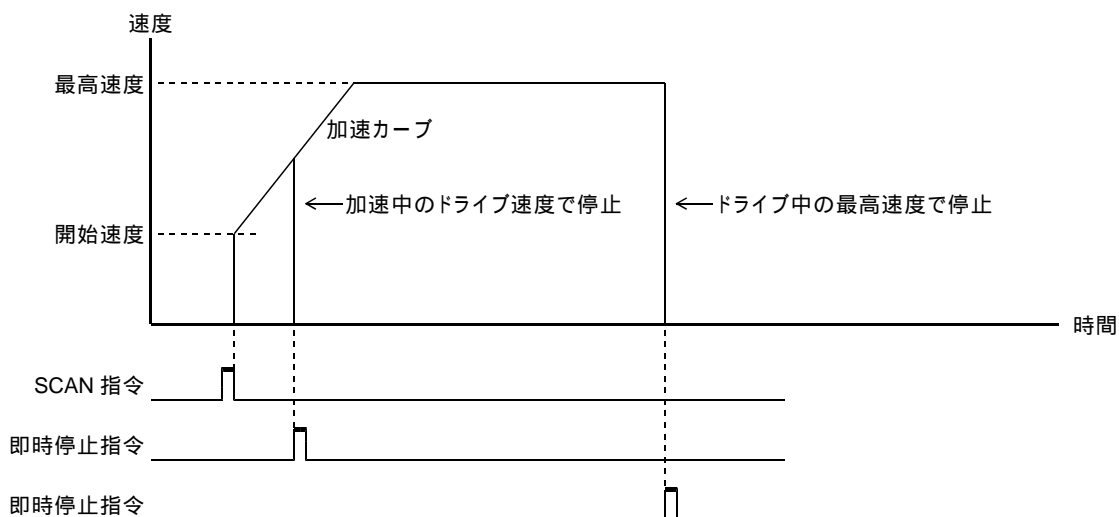 速度
最高速度
加速カーブ
←加速中のドライブ速度で停止
←ドライブ中の最高速度で停止
開始速度
時間
SCAN 指令
即時停止指令
即時停止指令